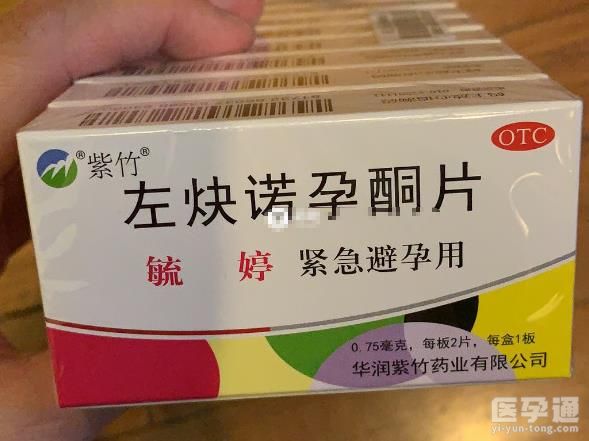 OTC
®紫竹®
左炔诺孕酮片
毓 婷 紧急避孕用
0.75毫克，每板2片，每盒1板
华润紫竹药业有限公司
医孕通
yi-yun-tong.com